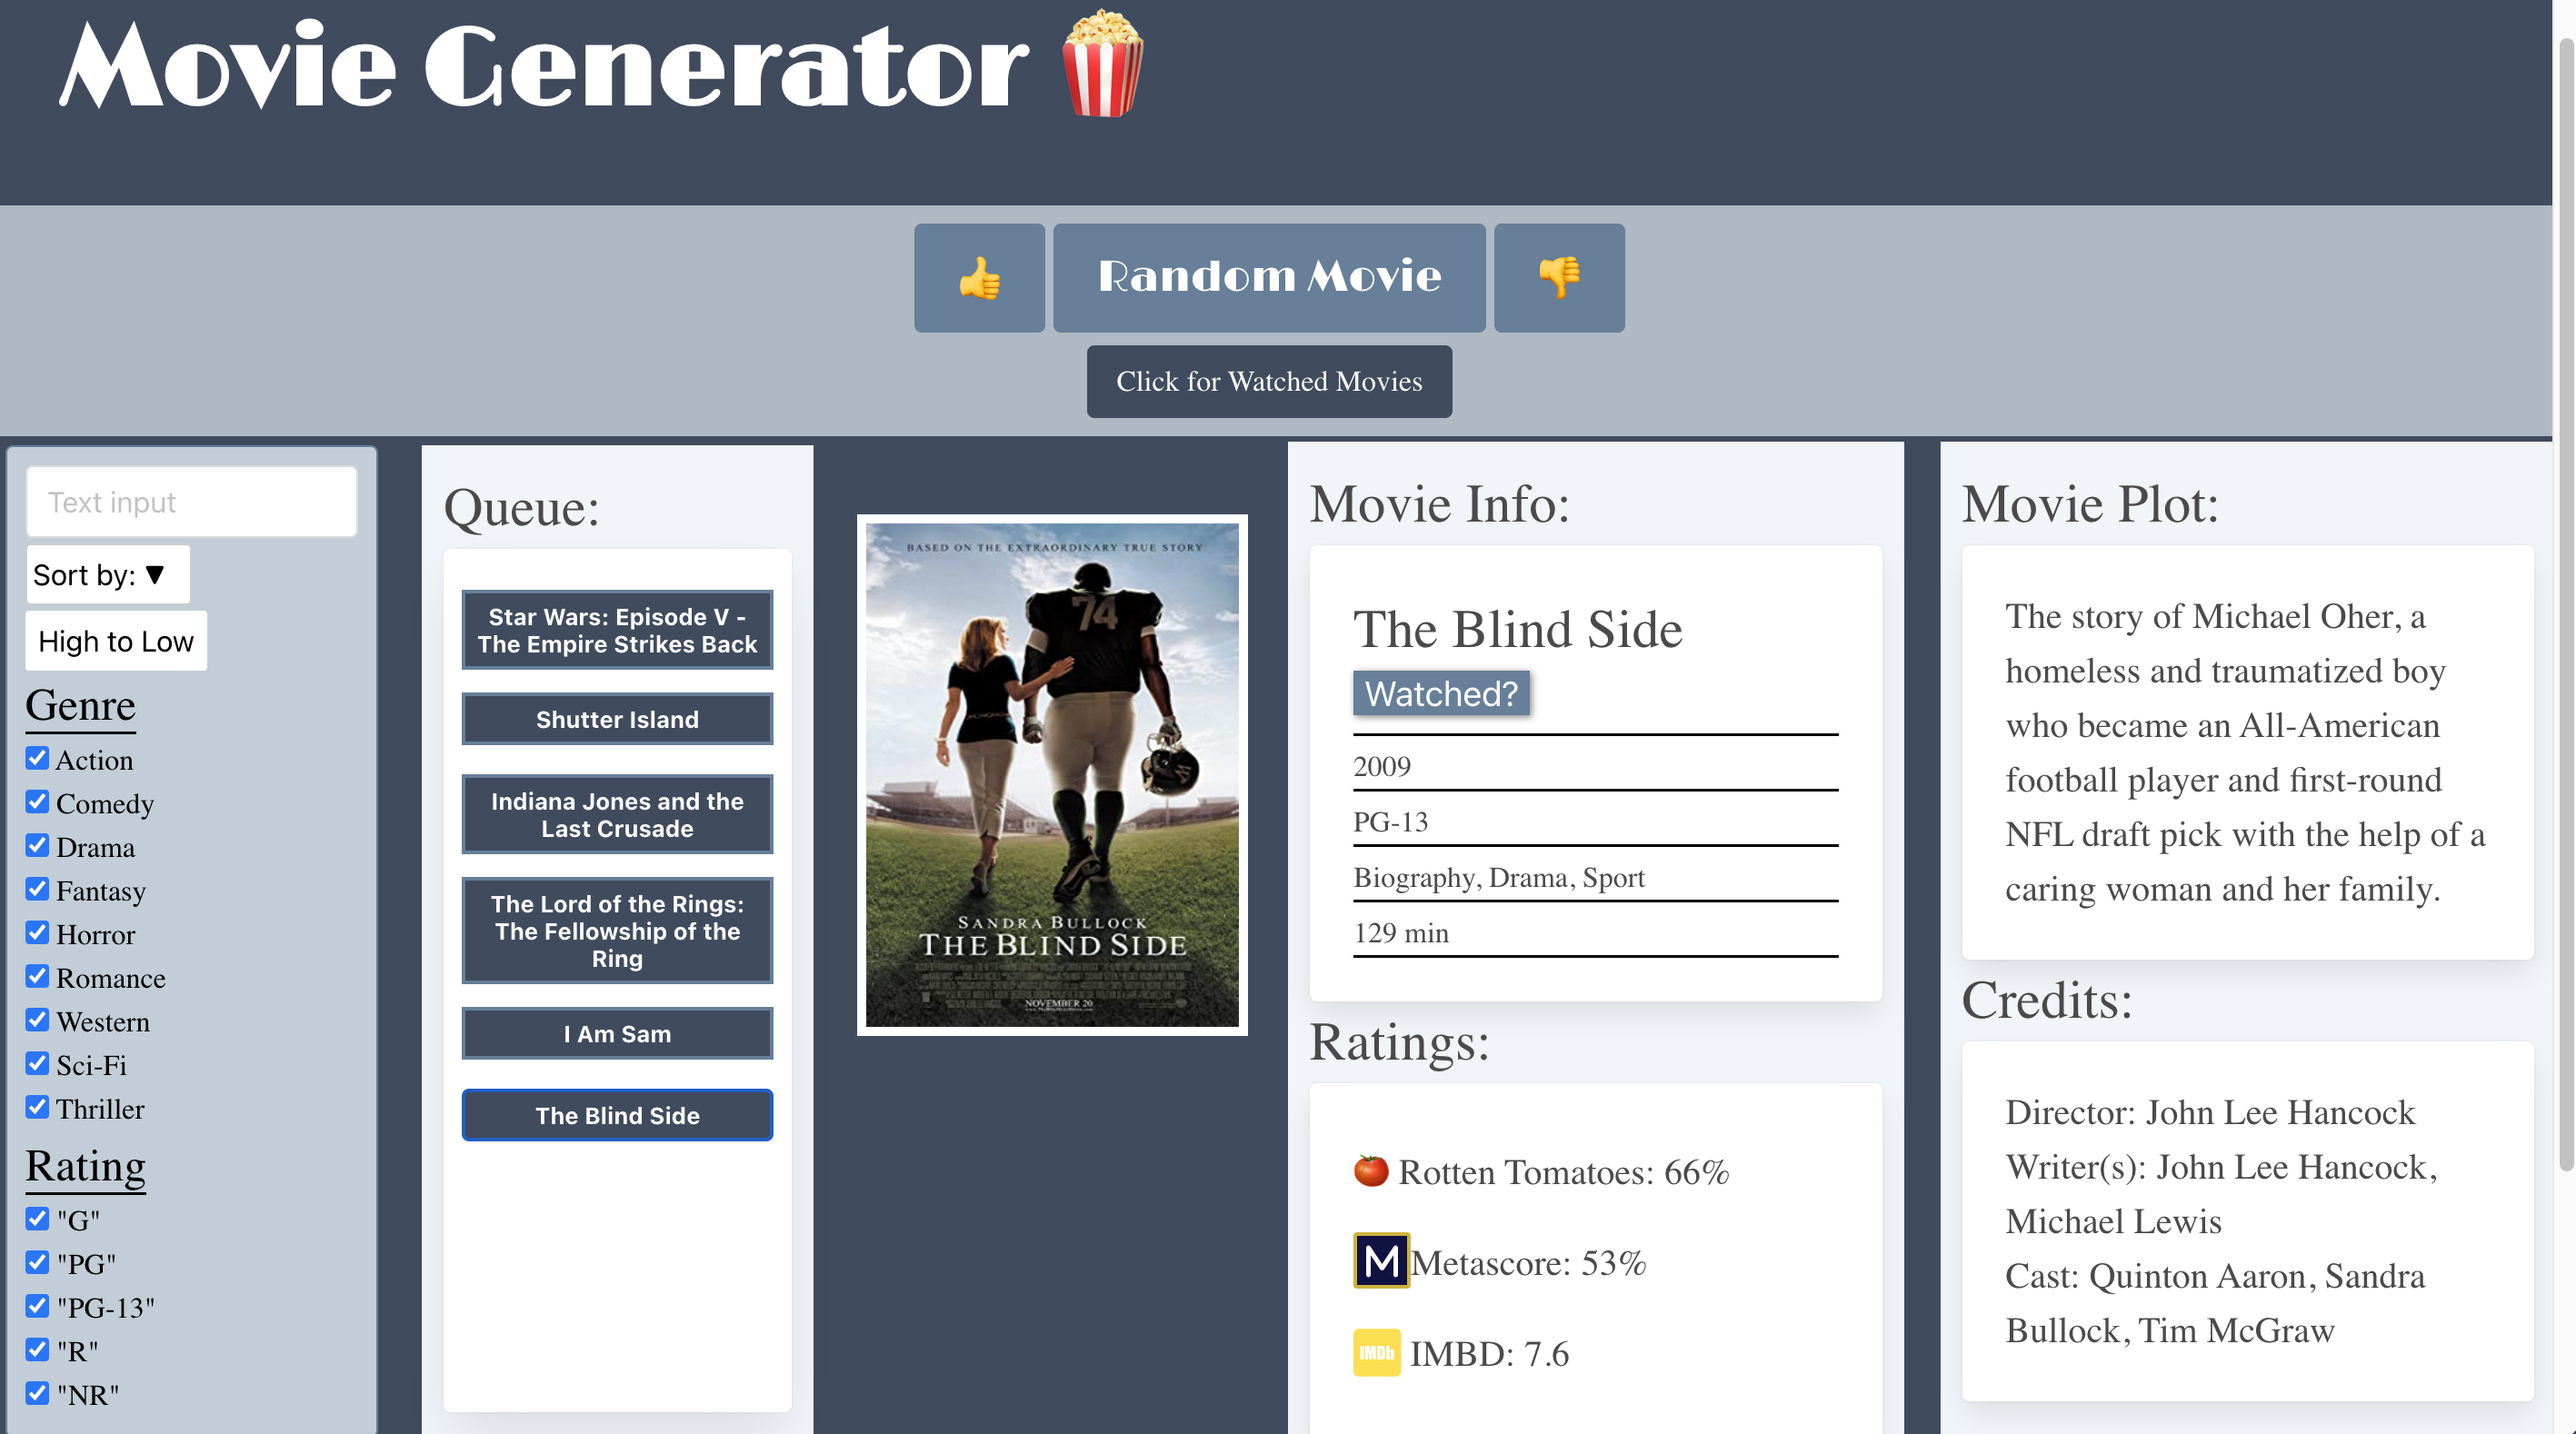 Movie Generator
Random Movie
Click for Watched Movies
Text input
Sort by: ▼
High to Low
Genre
Action
Comedy
Drama
Fantasy
Horror
Romance
Western
Sci-Fi
Thriller
Rating
"G"
"PG"
"PG-13"
"R"
"NR"
Queue:
Star Wars: Episode V -
The Empire Strikes Back
Shutter Island
Indiana Jones and the
Last Crusade
The Lord of the Rings:
The Fellowship of the
Ring
I Am Sam
The Blind Side
BASED ON THE EXTRAORDINARY TRUE STORY
74
SANDRA BULLOCK
THE BLIND SIDE
NOVEMBER 20
Movie Info:
The Blind Side
Watched?
2009
PG-13
Biography, Drama, Sport
129 min
Ratings:
Rotten Tomatoes: 66%
M Metascore: 53%
IMDb IMBD: 7.6
Movie Plot:
The story of Michael Oher, a
homeless and traumatized boy
who became an All-American
football player and first-round
NFL draft pick with the help of a
caring woman and her family.
Credits:
Director: John Lee Hancock
Writer(s): John Lee Hancock,
Michael Lewis
Cast: Quinton Aaron, Sandra
Bullock, Tim McGraw